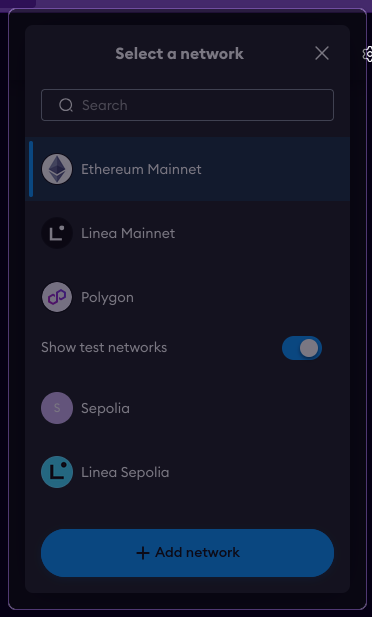 Select a network
Search
Ethereum Mainnet
L
Linea Mainnet
Polygon
Show test networks
S
Sepolia
L
Linea Sepolia
+ Add network